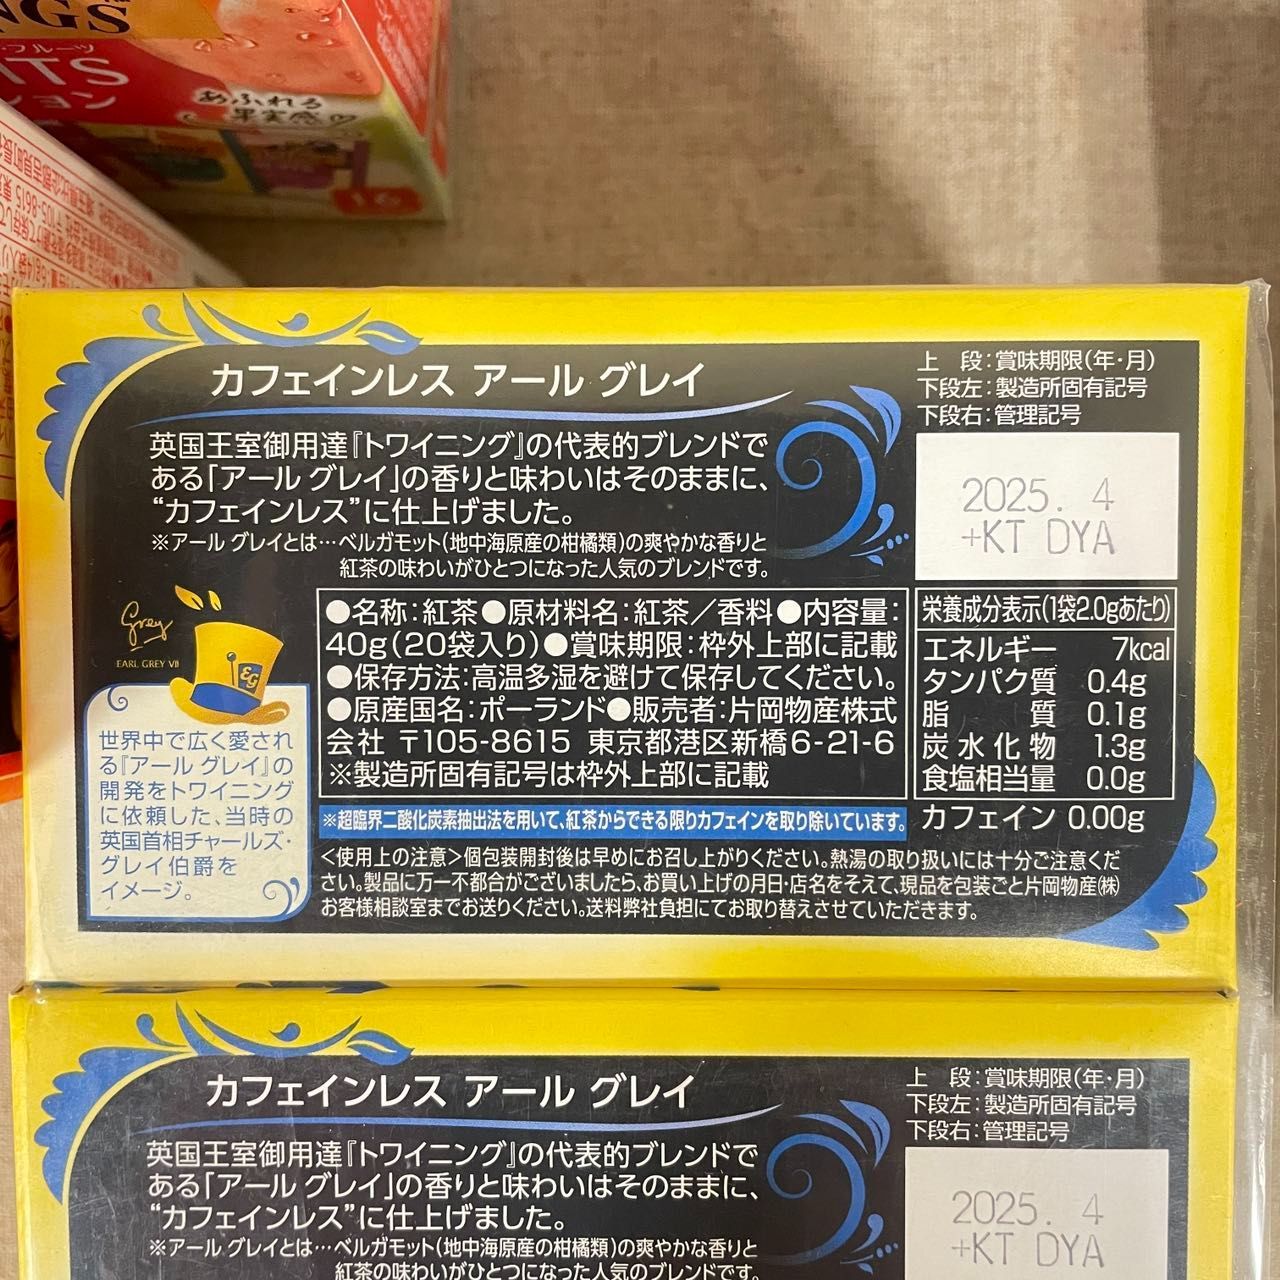 NGS
・フルーツ
ITS
ション
あふれる
果実感
16
カフェインレス アール グレイ
英国王室御用達『トワイニング』の代表的ブレンドで
ある「アール グレイ」の香りと味わいはそのままに、
“カフェインレス”に仕上げました。
※アール グレイとは…ベルガモット(地中海原産の柑橘類)の爽やかな香りと
紅茶の味わいがひとつになった人気のブレンドです。
上 段:賞味期限(年・月)
下段左:製造所固有記号
下段右:管理記号
2025. 4
+KT DYA
Grey
EARL GREY VII
EG
世界中で広く愛され
る『アール グレイ』の
開発をトワイニング
に依頼した、当時の
英国首相チャールズ・
グレイ伯爵を
イメージ。
●名称:紅茶●原材料名:紅茶/香料●内容量:
40g(20袋入り)●賞味期限:枠外上部に記載
●保存方法:高温多湿を避けて保存してください。
●原産国名:ポーランド●販売者:片岡物産株式
会社 〒105-8615 東京都港区新橋6-21-6
※製造所固有記号は枠外上部に記載
※超臨界二酸化炭素抽出法を用いて、紅茶からできる限りカフェインを取り除いています。
栄養成分表示(1袋2.0gあたり)
エネルギー 7kcal
タンパク質 0.4g
脂 質 0.1g
炭水化物 1.3g
食塩相当量 0.0g
カフェイン 0.00g
<使用上の注意>個包装開封後は早めにお召し上がりください。熱湯の取り扱いには十分ご注意くだ
さい。製品に万一不都合がございましたら、お買い上げの月日・店名をそえて、現品を包装ごと片岡物産㈱
お客様相談室までお送りください。送料弊社負担にてお取り替えさせていただきます。
カフェインレス アール グレイ
英国王室御用達『トワイニング』の代表的ブレンドで
ある「アール グレイ」の香りと味わいはそのままに、
“カフェインレス”に仕上げました。
※アール グレイとは…ベルガモット(地中海原産の柑橘類)の爽やかな香りと
紅茶の味わいがひとつになった人気のブレンドです。
上 段:賞味期限(年・月)
下段左:製造所固有記号
下段右:管理記号
2025. 4
+KT DYA